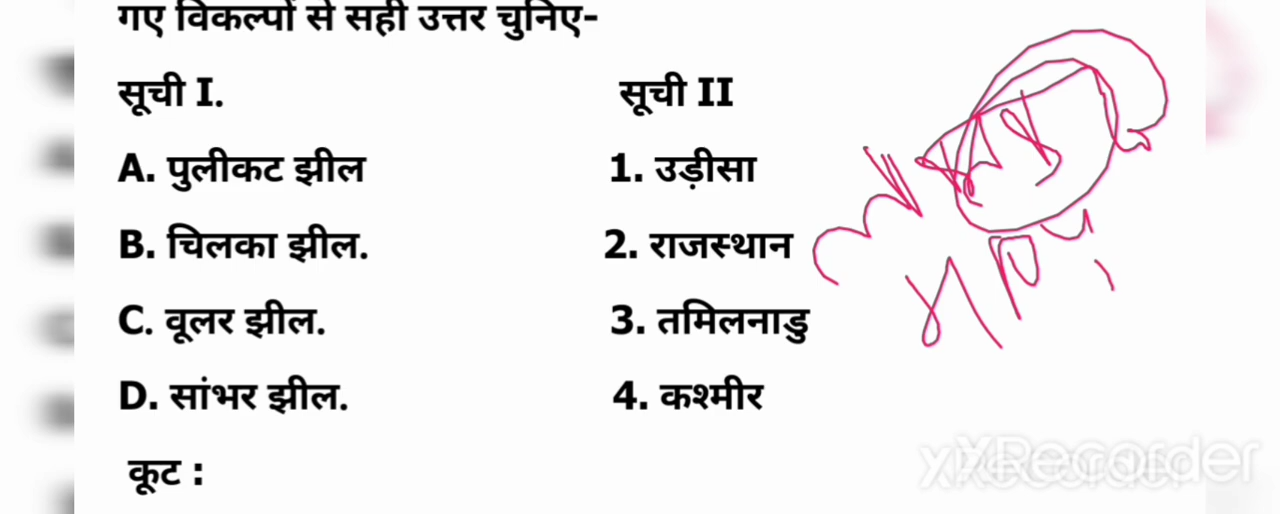 गए विकल्पों से सही उत्तर चुनिए-
सूची I. सूची II
A. पुलीकट झील 1. उड़ीसा
B. चिलका झील. 2. राजस्थान
C. वूलर झील. 3. तमिलनाडु
D. सांभर झील. 4. कश्मीर
कूट :
XRecorder